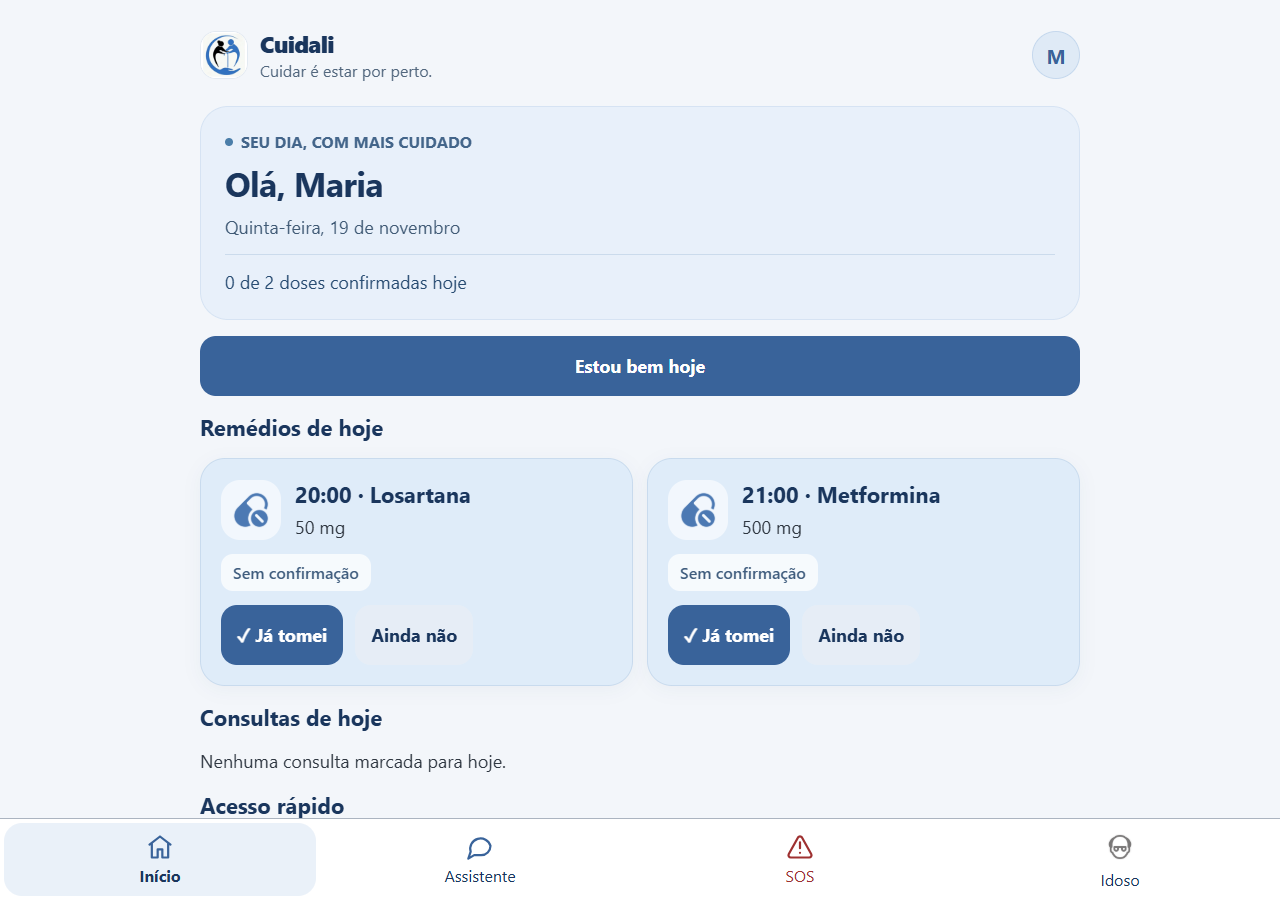 Cuidali
Cuidar é estar por perto.
M
SEU DIA, COM MAIS CUIDADO
Olá, Maria
Quinta-feira, 19 de novembro
0 de 2 doses confirmadas hoje
Estou bem hoje
Remédios de hoje
20:00 · Losartana
50 mg
Sem confirmação
✓ Já tomei
Ainda não
21:00 · Metformina
500 mg
Sem confirmação
✓ Já tomei
Ainda não
Consultas de hoje
Nenhuma consulta marcada para hoje.
Acesso rápido
Início
Assistente
SOS
Idoso